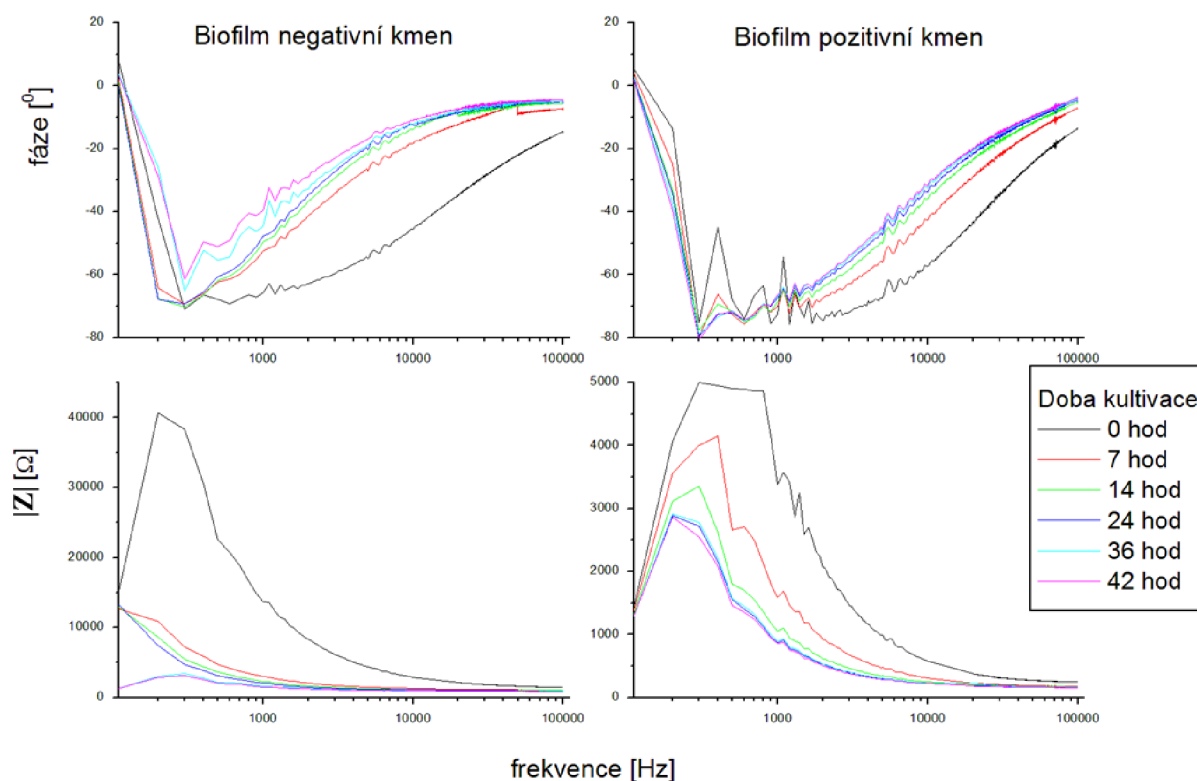 Biofilm negativní kmen
Biofilm pozitivní kmen
fáze [⁰]
20
0
-20
-40
-60
-80
1000
10000
100000
20
0
-20
-40
-60
-80
1000
10000
100000
|Z| [Ω]
40000
30000
20000
10000
0
1000
10000
100000
5000
4000
3000
2000
1000
0
1000
10000
100000
Doba kultivace
0 hod
7 hod
14 hod
24 hod
36 hod
42 hod
frekvence [Hz]